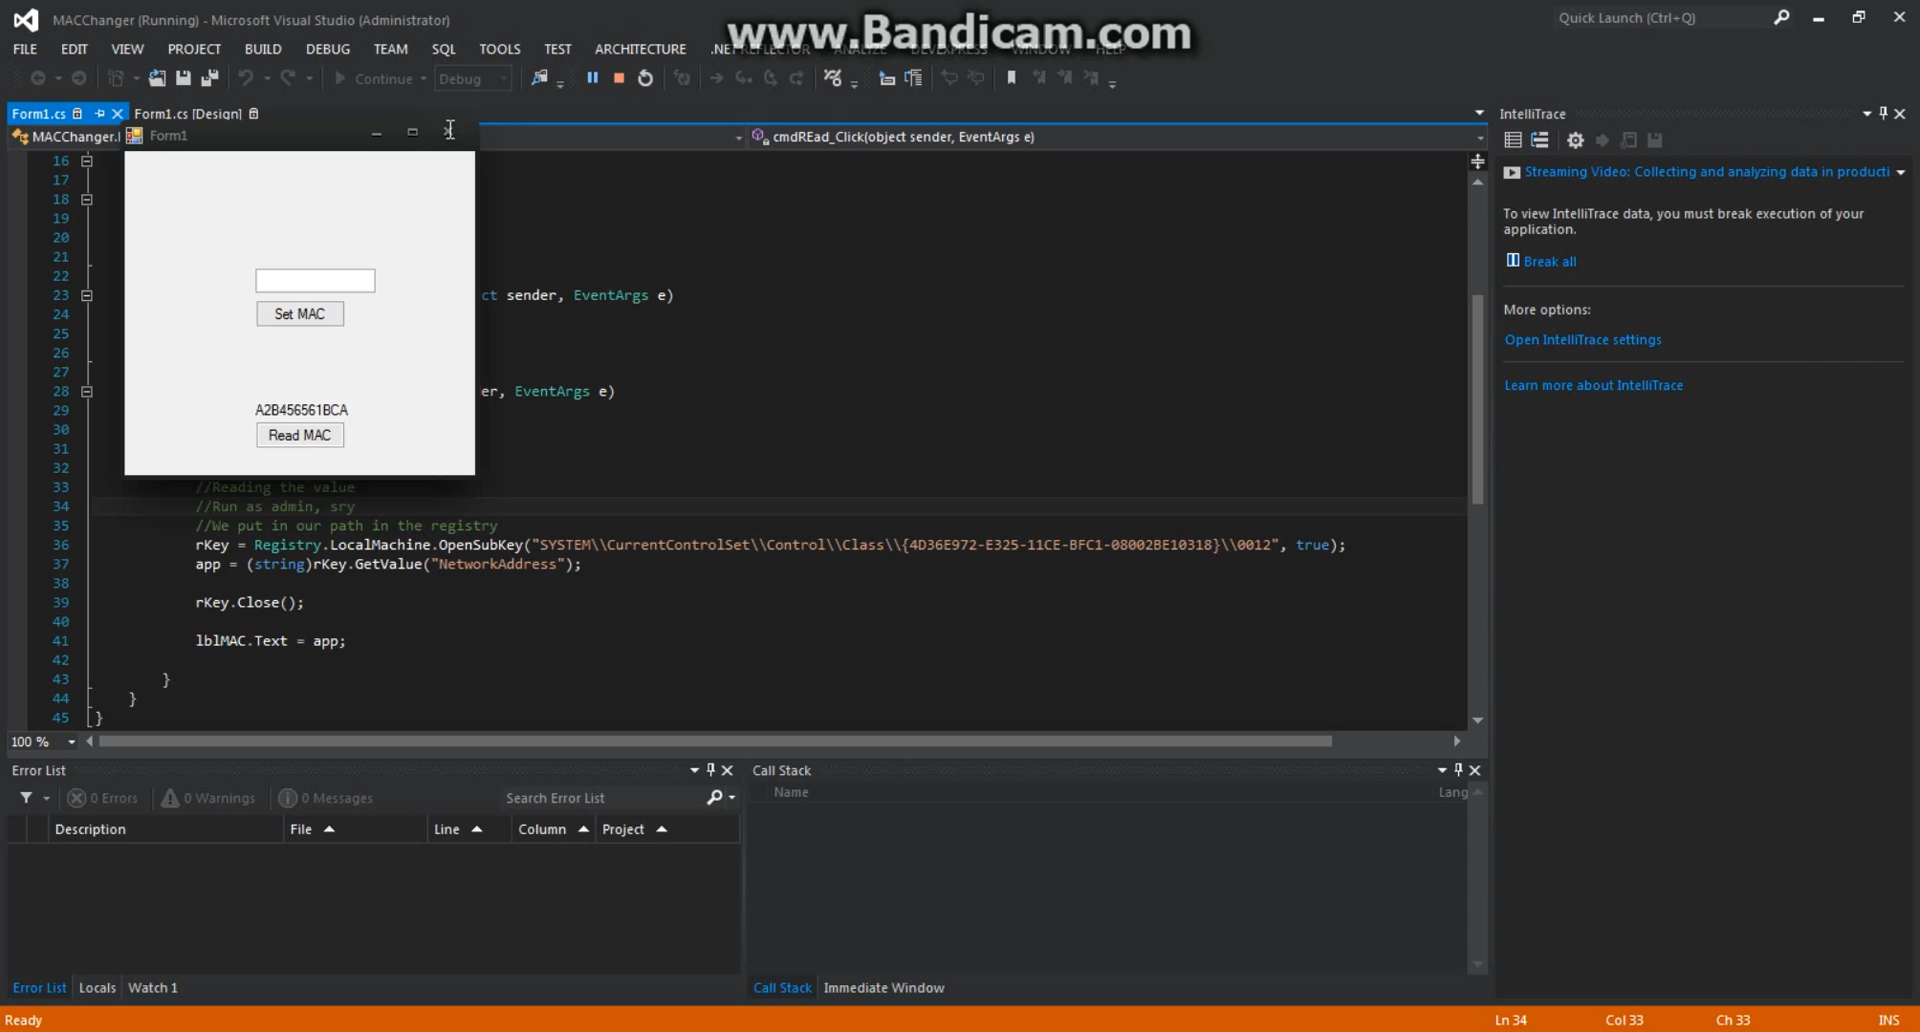 MACChanger (Running) - Microsoft Visual Studio (Administrator)
www.Bandicam.com
Quick Launch (Ctrl+Q)
FILE EDIT VIEW PROJECT BUILD DEBUG TEAM SQL TOOLS TEST ARCHITECTURE .NET REFLECTOR ANALYZE DEVEXPRESS WINDOW HELP
Continue Debug
Form1.cs Form1.cs [Design]
IntelliTrace
MACChanger. Form1
cmdREad_Click(object sender, EventArgs e)
16
17
18
19
20
21
22
23 ct sender, EventArgs e)
24
25
26
27
28 er, EventArgs e)
29
30
31
32
33 //Reading the value
34 //Run as admin, sry
35 //We put in our path in the registry
36 rKey = Registry.LocalMachine.OpenSubKey("SYSTEM\\CurrentControlSet\\Control\\Class\\{4D36E972-E325-11CE-BFC1-08002BE10318}\\0012", true);
37 app = (string)rKey.GetValue("NetworkAddress");
38
39 rKey.Close();
40
41 lblMAC.Text = app;
42
43 }
44 }
45 }
Set MAC
A2B456561BCA
Read MAC
Streaming Video: Collecting and analyzing data in producti
To view IntelliTrace data, you must break execution of your
application.
Break all
More options:
Open IntelliTrace settings
Learn more about IntelliTrace
100 %
Error List
0 Errors 0 Warnings 0 Messages Search Error List
Description File Line Column Project
Call Stack
Name Lang
Error List Locals Watch 1
Call Stack Immediate Window
Ready Ln 34 Col 33 Ch 33 INS